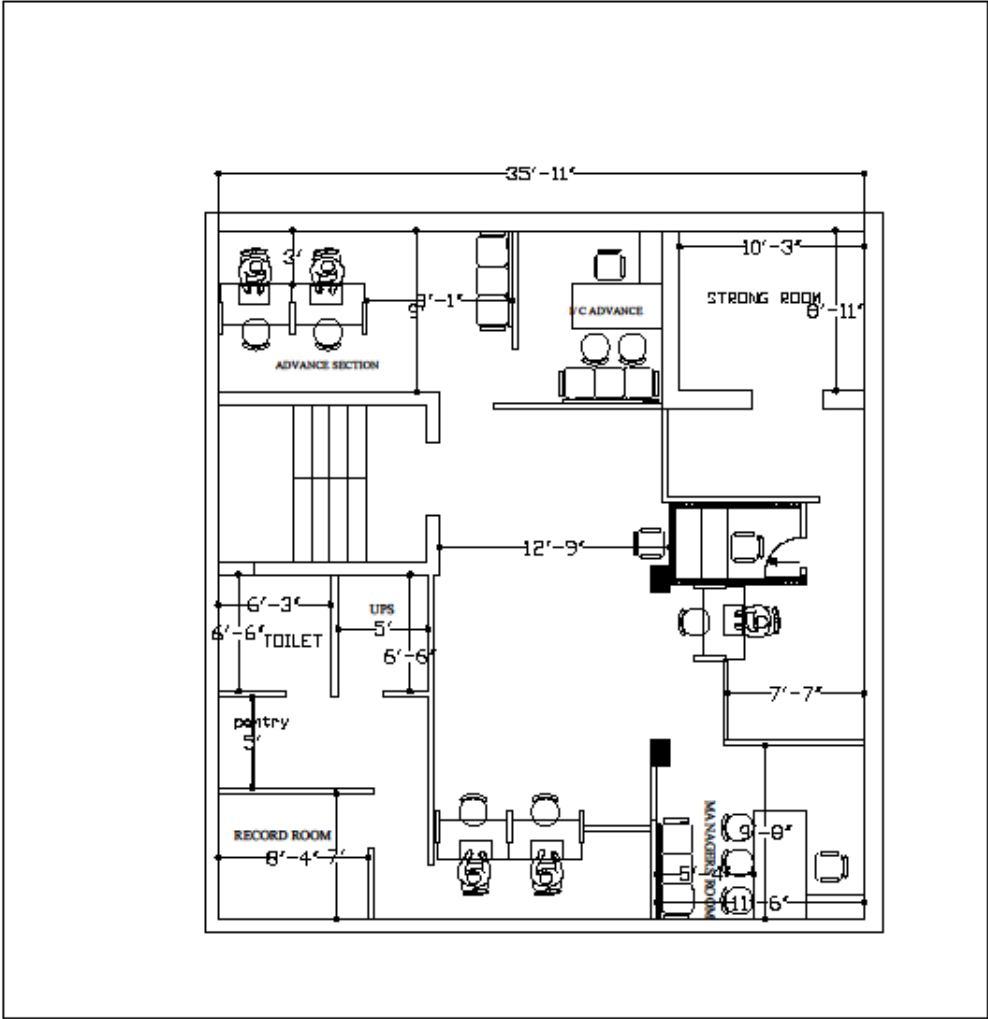 35'-11"
10'-3"
3'
STRONG ROOM
9'-1"
9'
I/C ADVANCE
8'-11"
ADVANCE SECTION
12'-9"
6'-3"
UPS
5'
6'-6"
TOILET
6'-6"
7'-7"
pantry
5'
MANAGERS ROOM
RECORD ROOM
9'-8"
8'-4"
7'
5'-4"
11'-6"